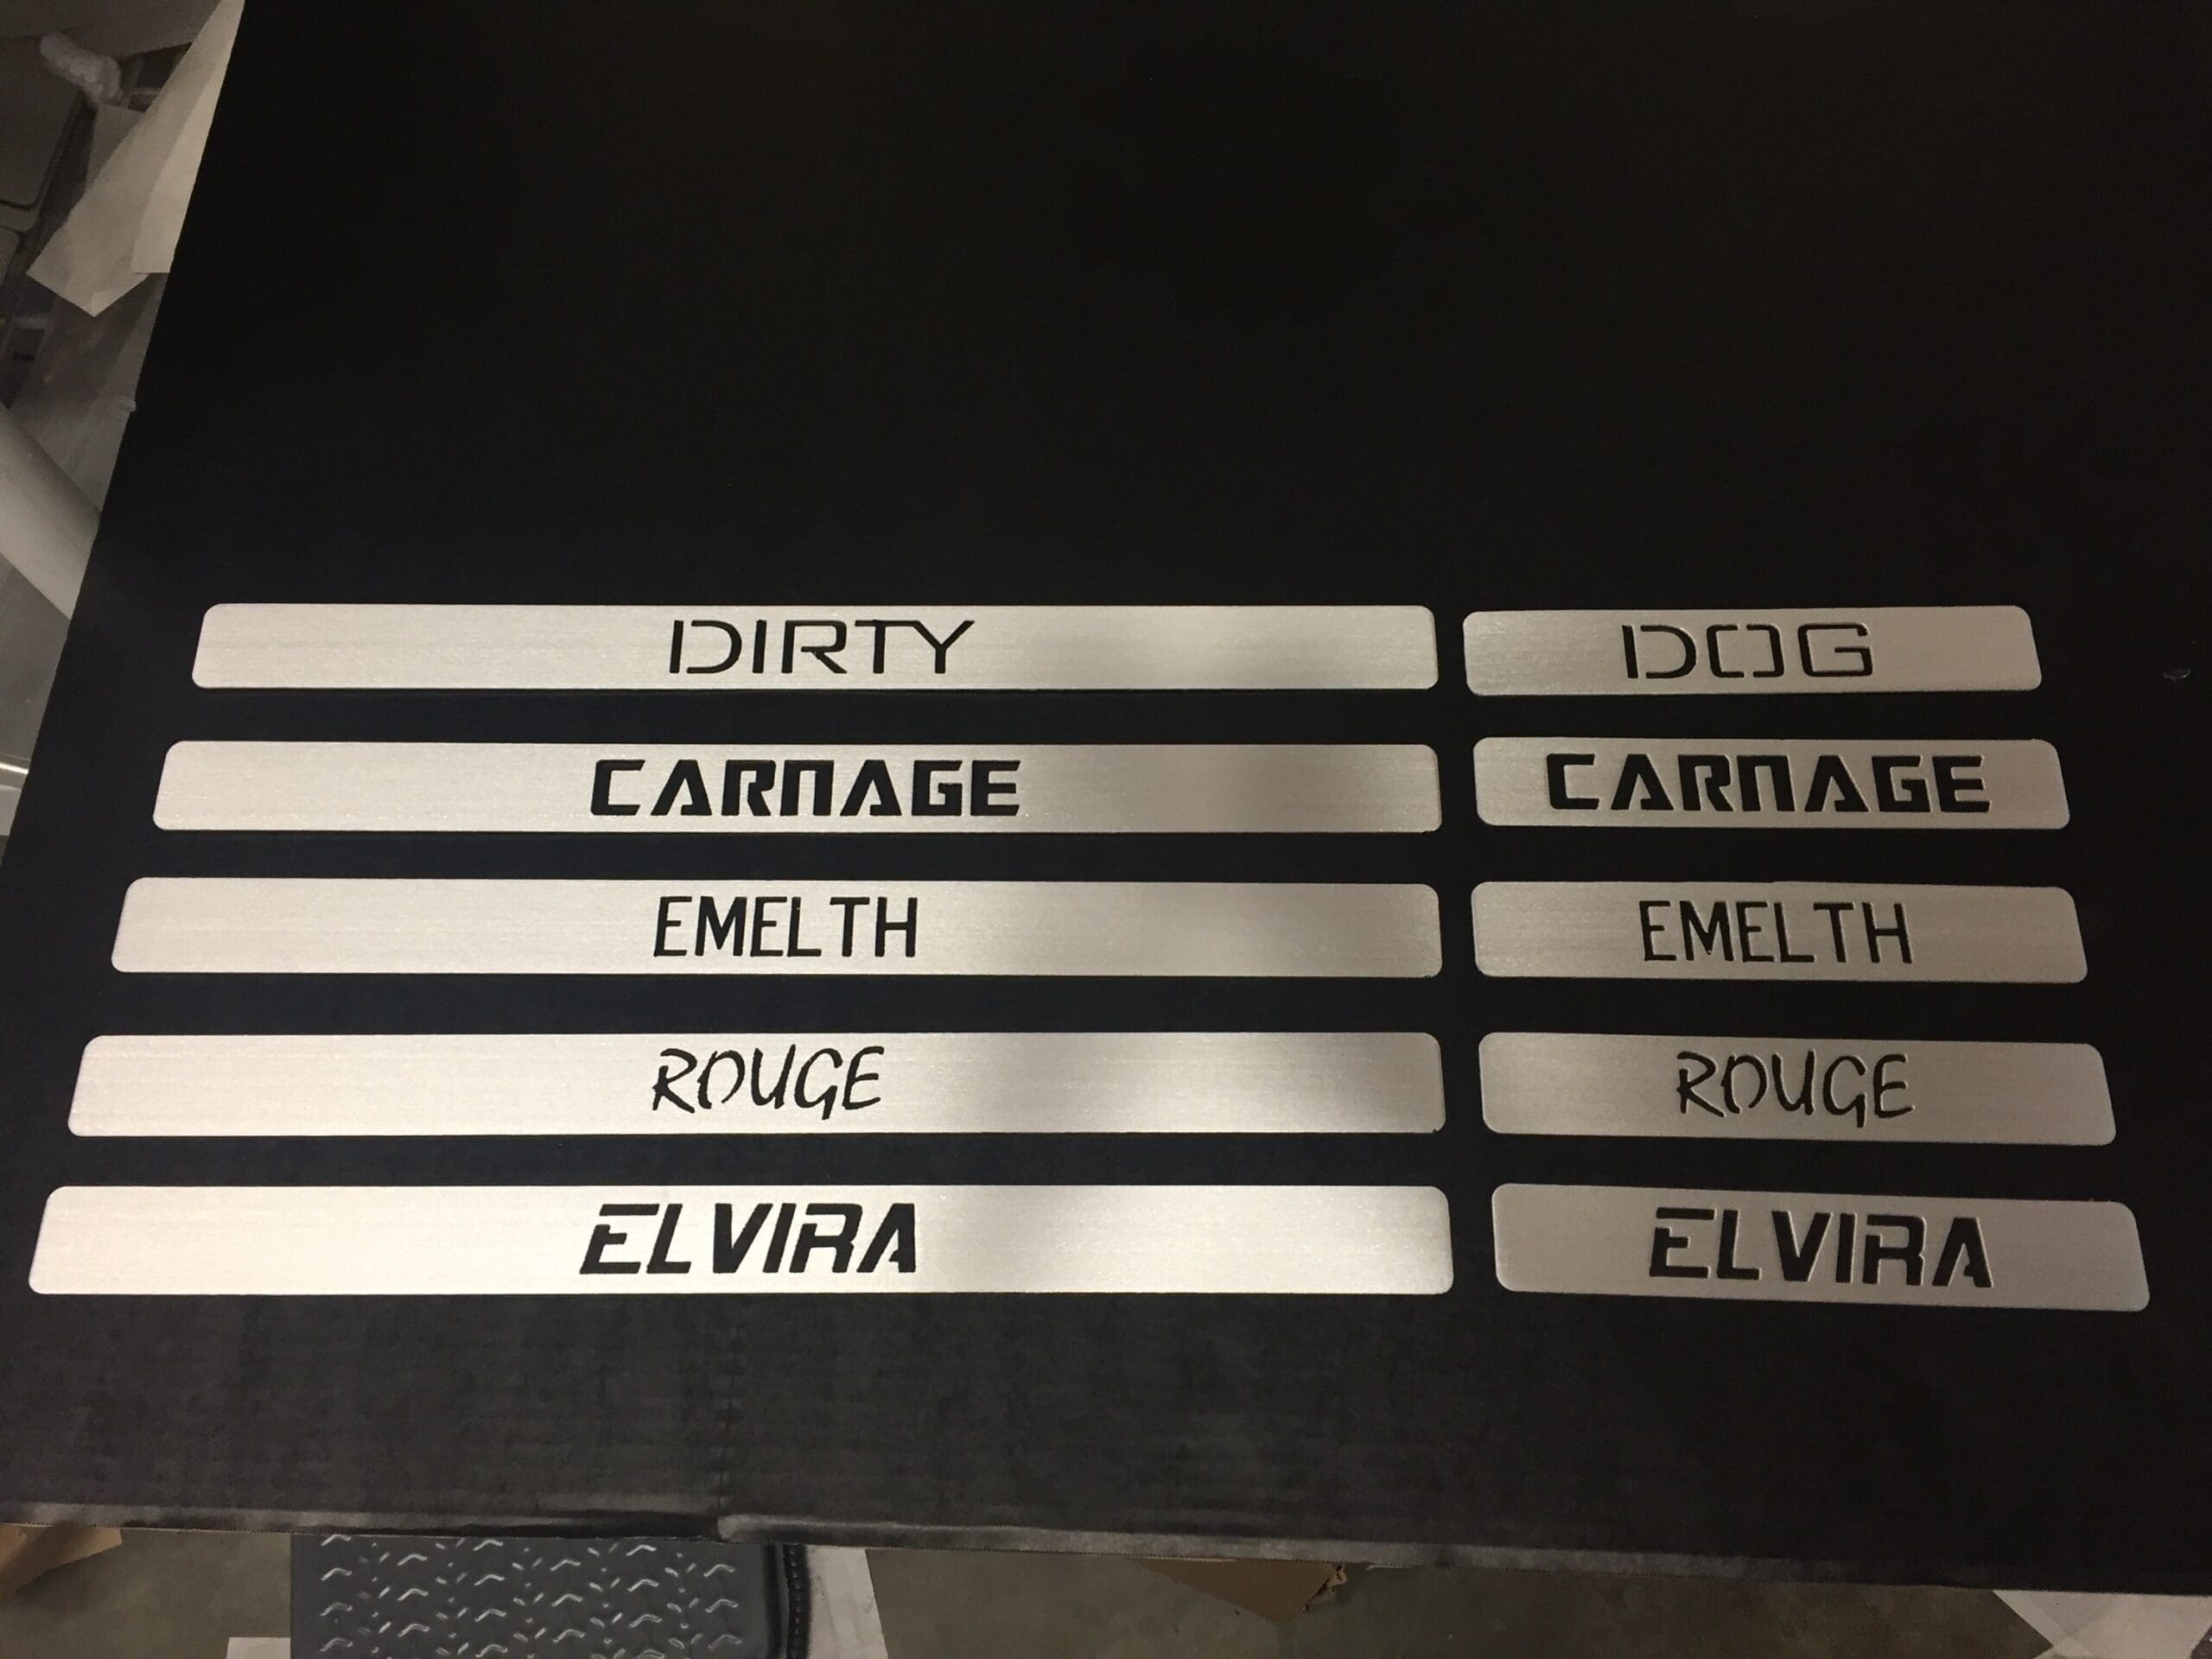 DIRTY DOG
CARNAGE CARNAGE
EMELTH EMELTH
ROUGE ROUGE
ELVIRA ELVIRA